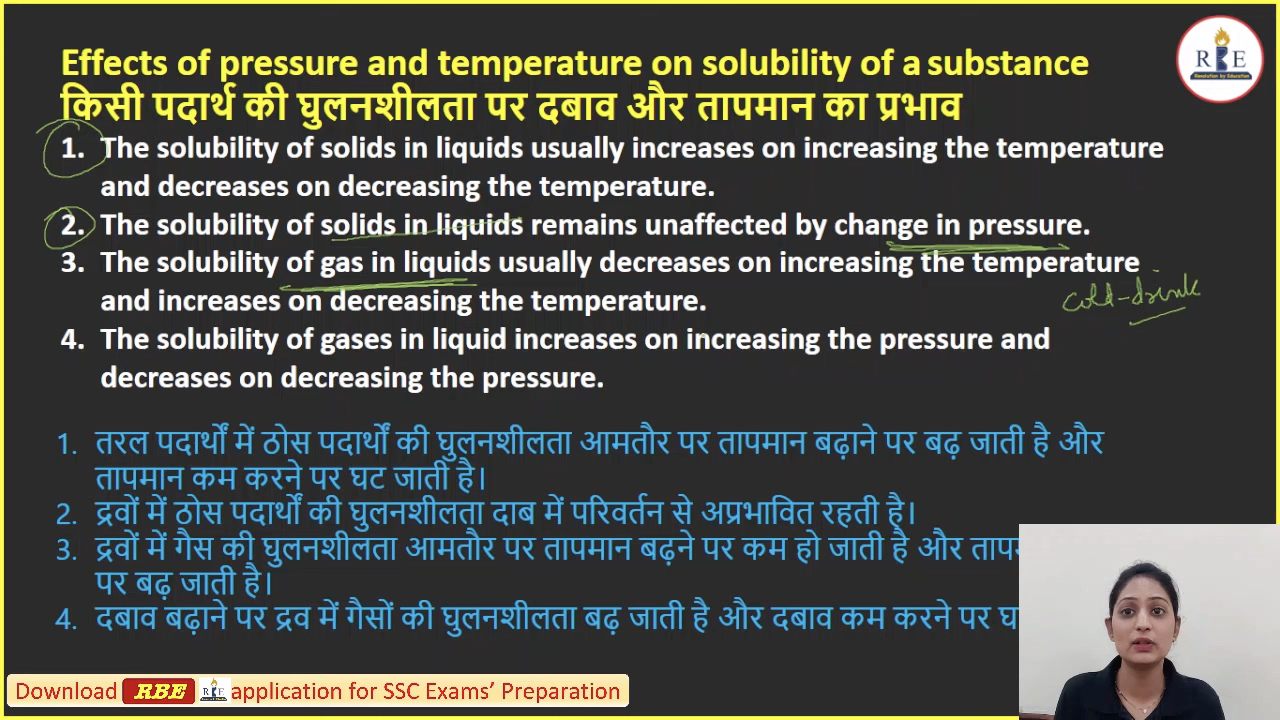 Effects of pressure and temperature on solubility of a substance
किसी पदार्थ की घुलनशीलता पर दबाव और तापमान का प्रभाव
R E
Revolution by Education
1. The solubility of solids in liquids usually increases on increasing the temperature
and decreases on decreasing the temperature.
2. The solubility of solids in liquids remains unaffected by change in pressure.
3. The solubility of gas in liquids usually decreases on increasing the temperature
and increases on decreasing the temperature.
cold-drink
4. The solubility of gases in liquid increases on increasing the pressure and
decreases on decreasing the pressure.
1. तरल पदार्थों में ठोस पदार्थों की घुलनशीलता आमतौर पर तापमान बढ़ाने पर बढ़ जाती है और
तापमान कम करने पर घट जाती है।
2. द्रवों में ठोस पदार्थों की घुलनशीलता दाब में परिवर्तन से अप्रभावित रहती है।
3. द्रवों में गैस की घुलनशीलता आमतौर पर तापमान बढ़ने पर कम हो जाती है और
पर बढ़ जाती है।
4. दबाव बढ़ाने पर द्रव में गैसों की घुलनशीलता बढ़ जाती है और दबाव कम करने पर
Download RBE application for SSC Exams' Preparation